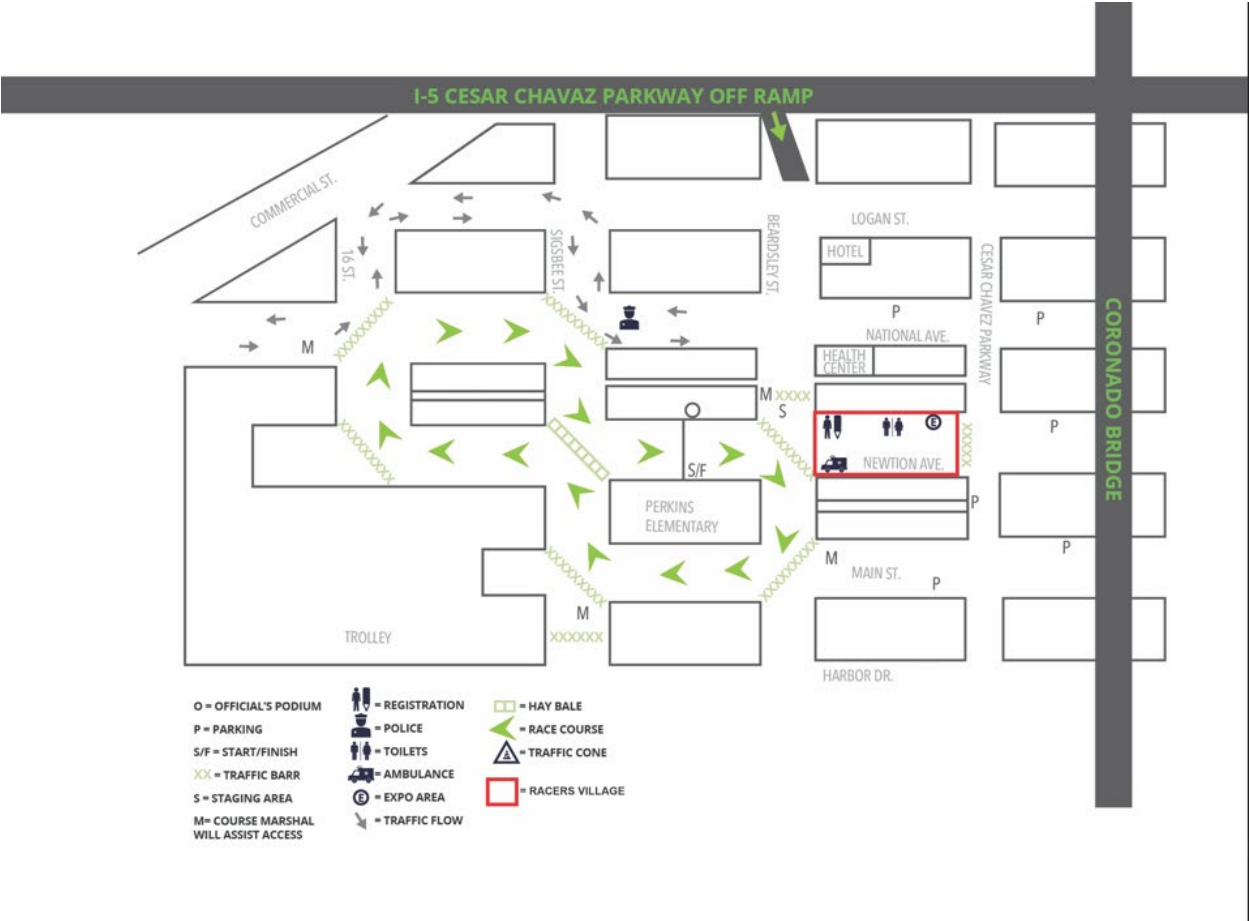 I-5 CESAR CHAVAZ PARKWAY OFF RAMP
COMMERCIAL ST.
LOGAN ST.
BEARDSLEY ST.
16 ST.
SIGSBEE ST.
HOTEL
CESAR CHAVEZ PARKWAY
CORONADO BRIDGE
P
P
NATIONAL AVE.
M
HEALTH
CENTER
M
XXXX
S
P
E
XXXXX
NEWTION AVE.
S/F
PERKINS
ELEMENTARY
P
P
M
MAIN ST.
P
M
XXXXXX
TROLLEY
HARBOR DR.
O = OFFICIAL'S PODIUM
P = PARKING
S/F = START/FINISH
XX = TRAFFIC BARR
S = STAGING AREA
M= COURSE MARSHAL
WILL ASSIST ACCESS
= REGISTRATION
= POLICE
= TOILETS
= AMBULANCE
E = EXPO AREA
= TRAFFIC FLOW
= HAY BALE
= RACE COURSE
= TRAFFIC CONE
= RACERS VILLAGE